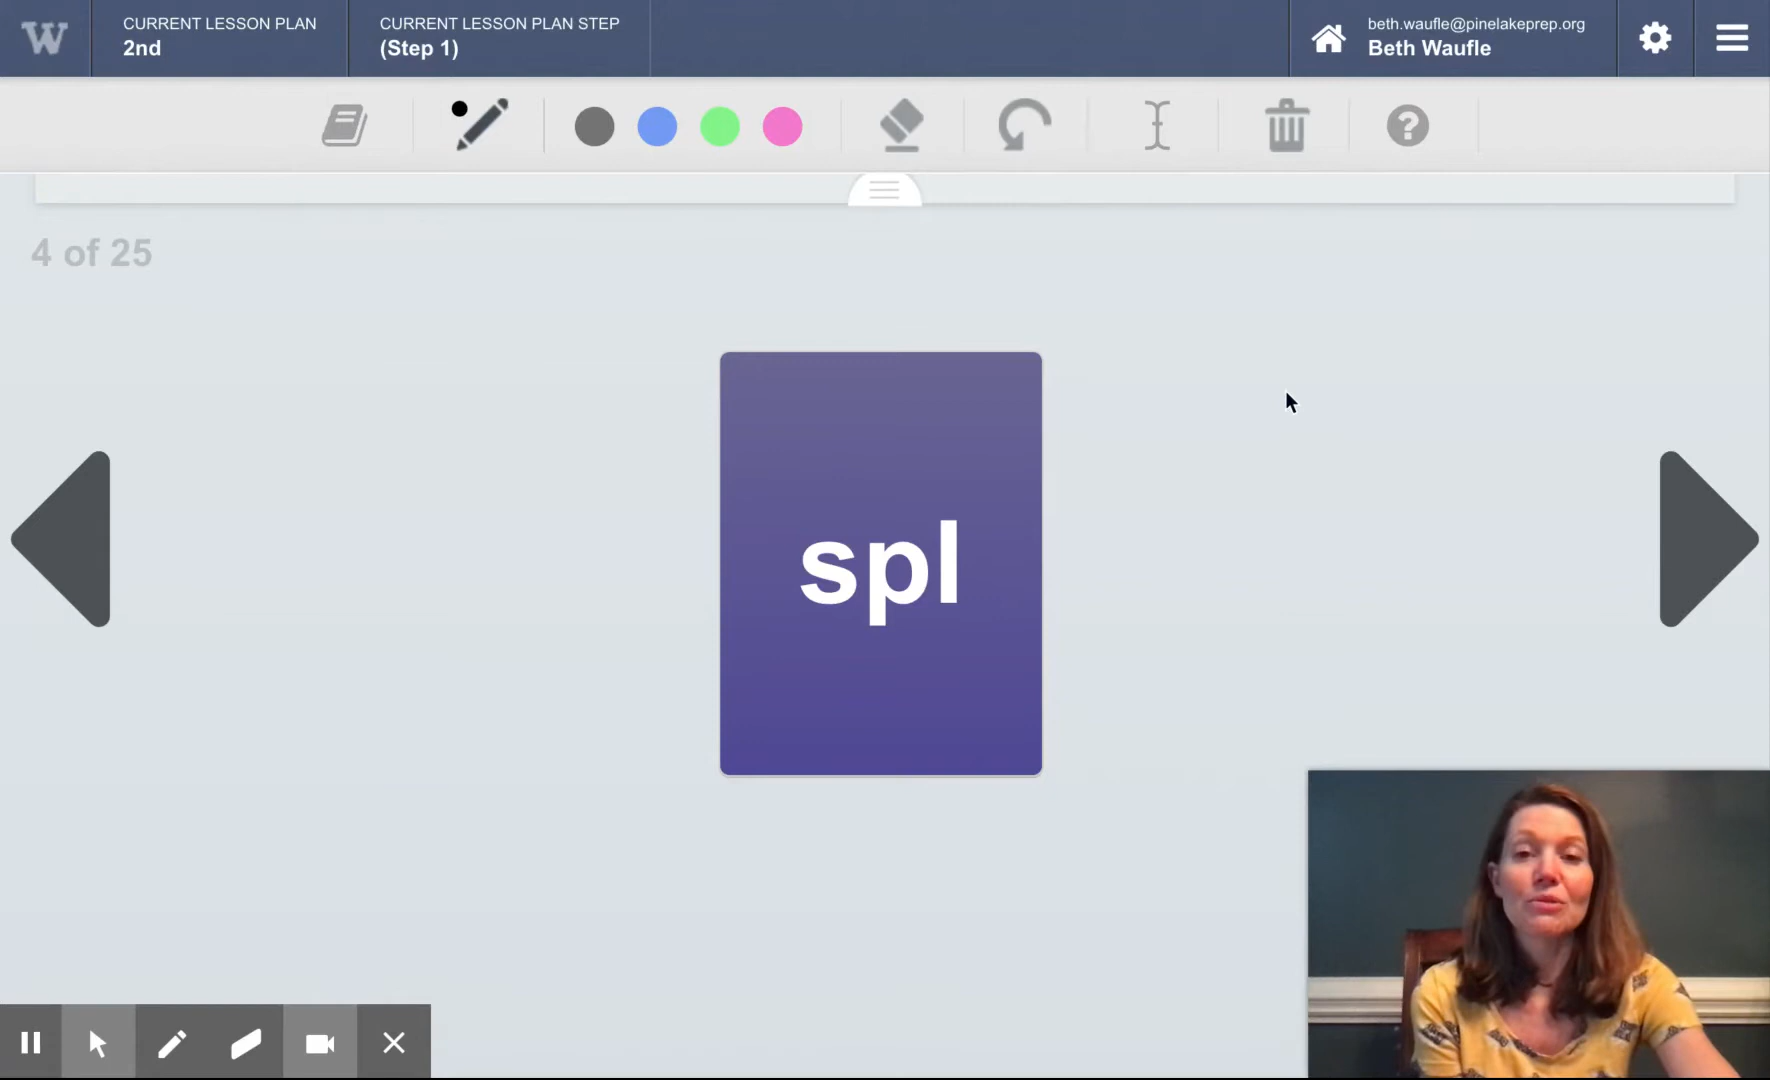 W
CURRENT LESSON PLAN
2nd
CURRENT LESSON PLAN STEP
(Step 1)
beth.waufle@pinelakeprep.org
Beth Waufle
?
4 of 25
spl